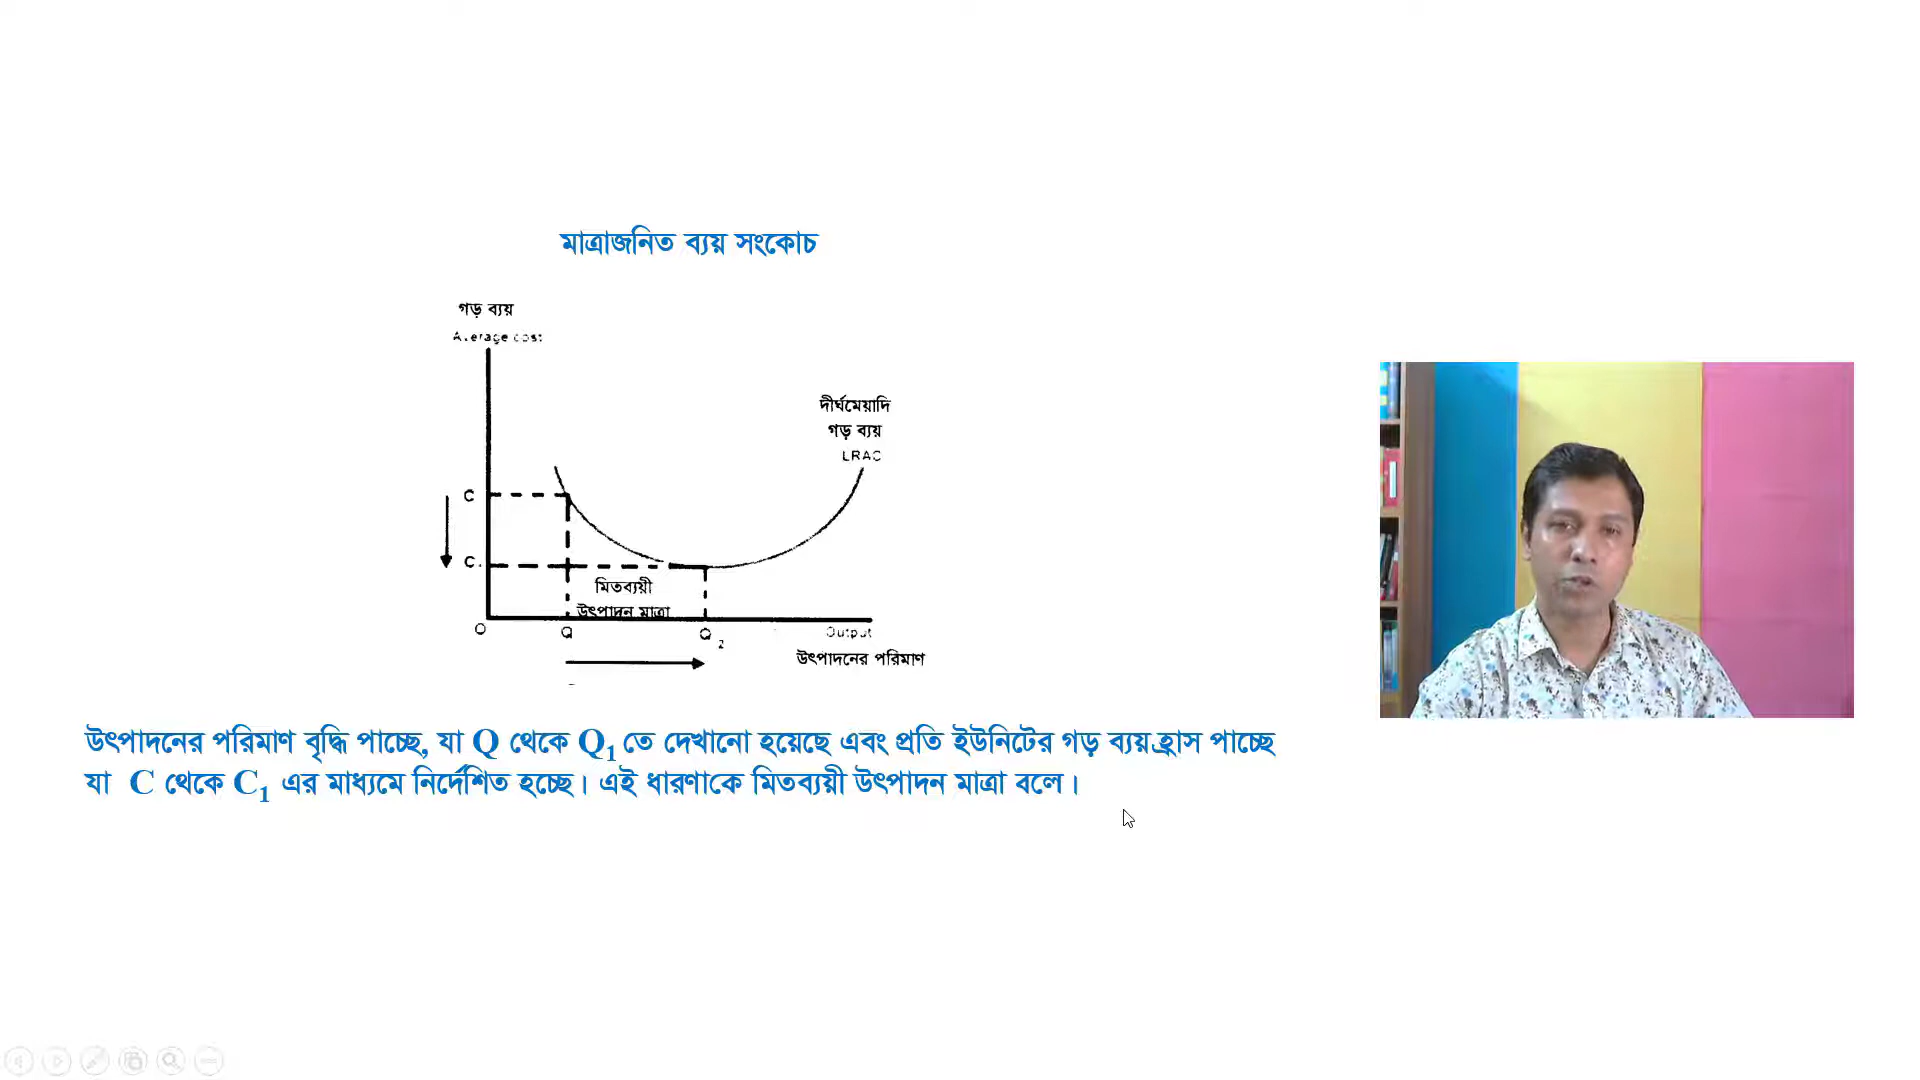 মাত্রাজনিত ব্যয় সংকোচ
গড় ব্যয়
Average cost
দীর্ঘমেয়াদি
গড় ব্যয়
LRAC
C
C
মিতব্যয়ী
উৎপাদন মাত্রা
O Q Q2 Output
উৎপাদনের পরিমাণ
উৎপাদনের পরিমাণ বৃদ্ধি পাচ্ছে, যা Q থেকে Q1 তে দেখানো হয়েছে এবং প্রতি ইউনিটের গড় ব্যয় হ্রাস পাচ্ছে
যা C থেকে C1 এর মাধ্যমে নির্দেশিত হচ্ছে। এই ধারণাকে মিতব্যয়ী উৎপাদন মাত্রা বলে।